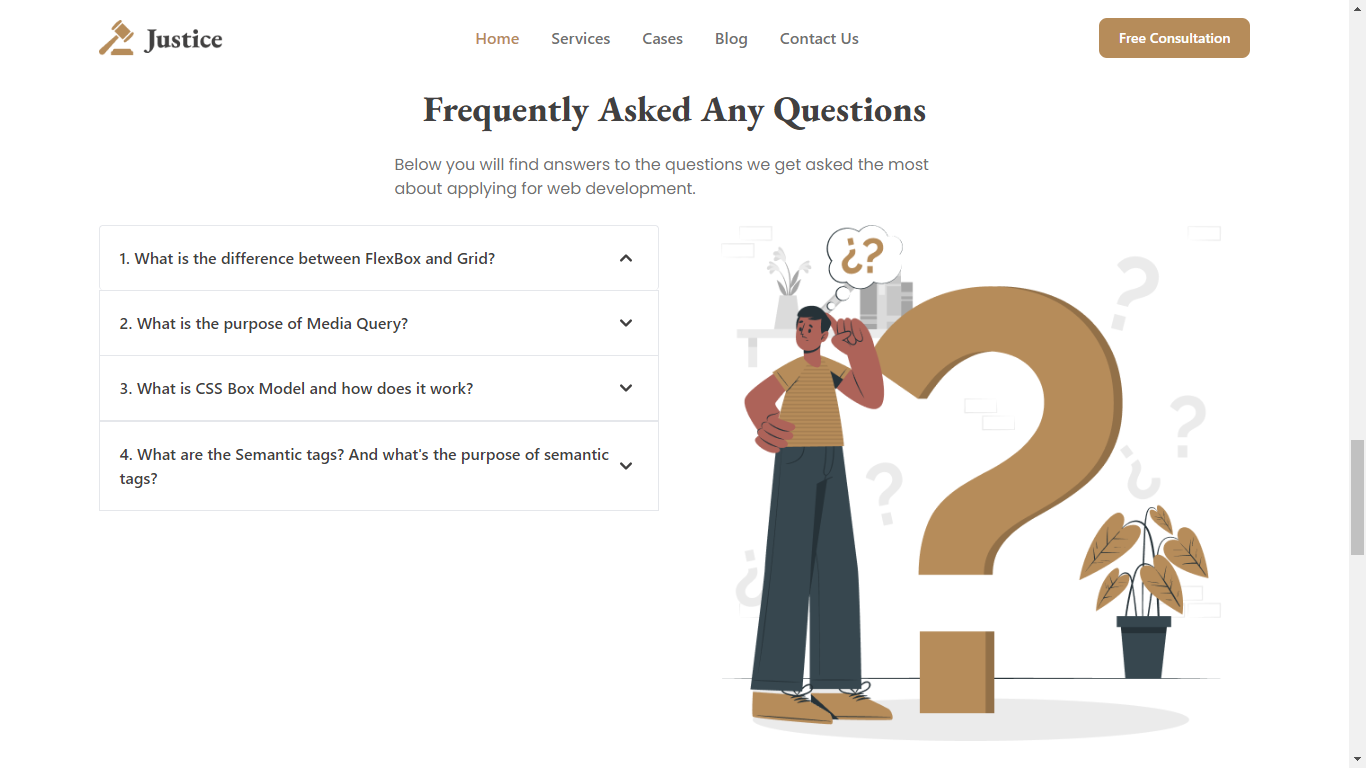 Justice
Home Services Cases Blog Contact Us
Free Consultation
Frequently Asked Any Questions
Below you will find answers to the questions we get asked the most
about applying for web development.
1. What is the difference between FlexBox and Grid?
2. What is the purpose of Media Query?
3. What is CSS Box Model and how does it work?
4. What are the Semantic tags? And what's the purpose of semantic
tags?
¿?